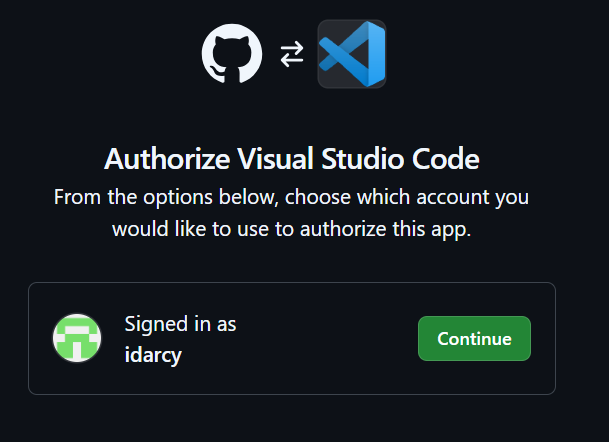 Authorize Visual Studio Code
From the options below, choose which account you
would like to use to authorize this app.
Signed in as
idarcy
Continue